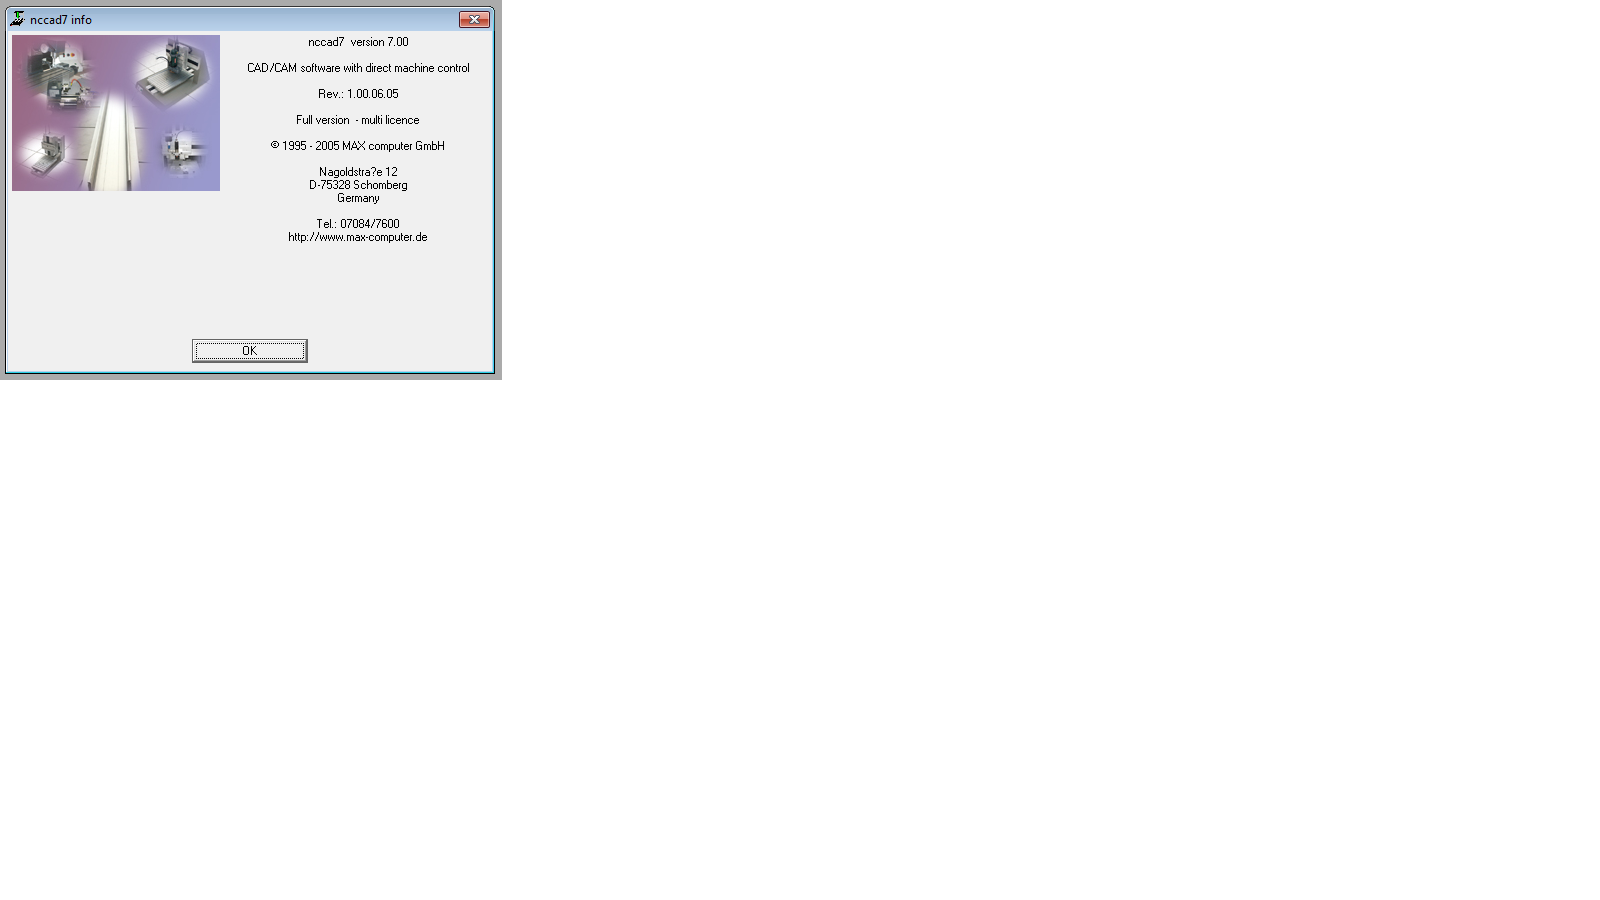 nccad7 info
nccad7 version 7.00
CAD/CAM software with direct machine control
Rev.: 1.00.06.05
Full version - multi licence
© 1995 - 2005 MAX computer GmbH
Nagoldstra?e 12
D-75328 Schomberg
Germany
Tel.: 07084/7600
http://www.max-computer.de
OK